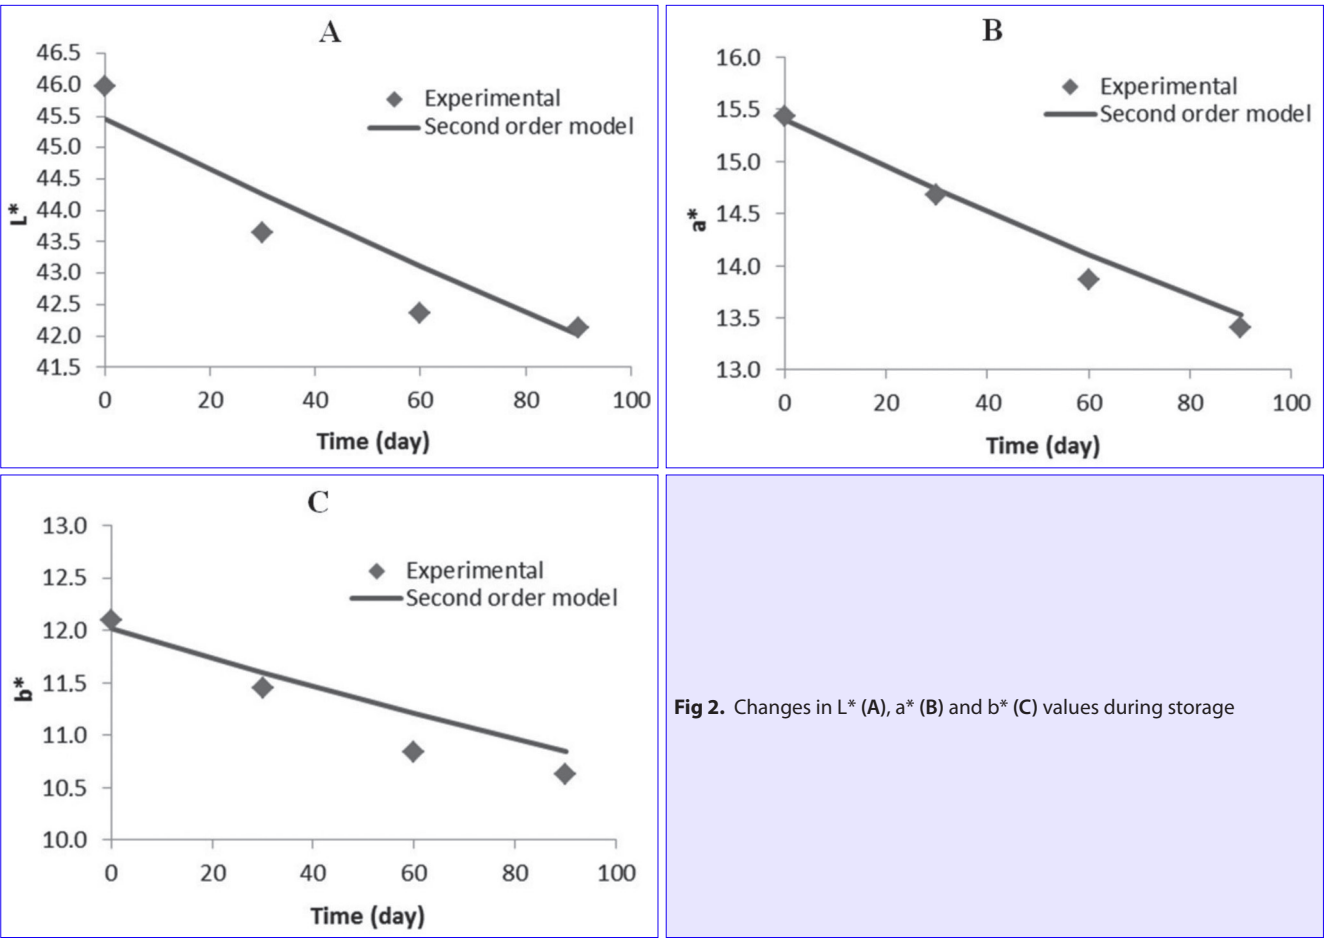 A
46.5
46.0
45.5
45.0
44.5
44.0
43.5
43.0
42.5
42.0
41.5
L*
Experimental
Second order model
0 20 40 60 80 100
Time (day)
B
16.0
15.5
15.0
14.5
14.0
13.5
13.0
a*
Experimental
Second order model
0 20 40 60 80 100
Time (day)
C
13.0
12.5
12.0
11.5
11.0
10.5
10.0
b*
Experimental
Second order model
0 20 40 60 80 100
Time (day)
Fig 2. Changes in L* (A), a* (B) and b* (C) values during storage